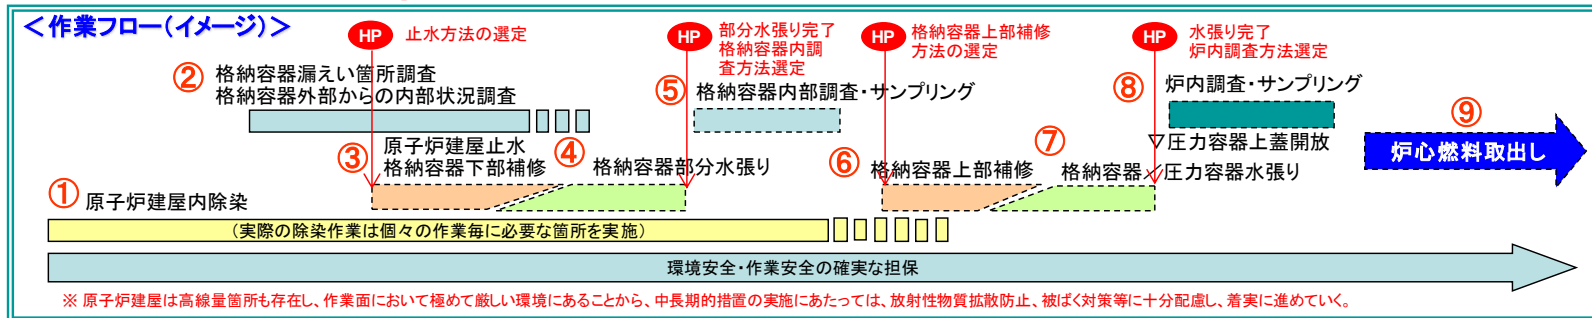 ＜作業フロー（イメージ）＞
HP
止水方法の選定
HP
部分水張り完了
格納容器内調
査方法選定
HP
格納容器上部補修
方法の選定
HP
水張り完了
炉内調査方法選定
②
格納容器漏えい箇所調査
格納容器外部からの内部状況調査
⑤
格納容器内部調査・サンプリング
⑧
炉内調査・サンプリング
▽圧力容器上蓋開放
⑨
炉心燃料取出し
③
原子炉建屋止水
格納容器下部補修
④
格納容器部分水張り
⑥
格納容器上部補修
⑦
格納容器／圧力容器水張り
①
原子炉建屋内除染
（実際の除染作業は個々の作業毎に必要な箇所を実施）
環境安全・作業安全の確実な担保
※ 原子炉建屋は高線量箇所も存在し、作業面において極めて厳しい環境にあることから、中長期的措置の実施にあたっては、放射性物質拡散防止、被ばく対策等に十分配慮し、着実に進めていく。